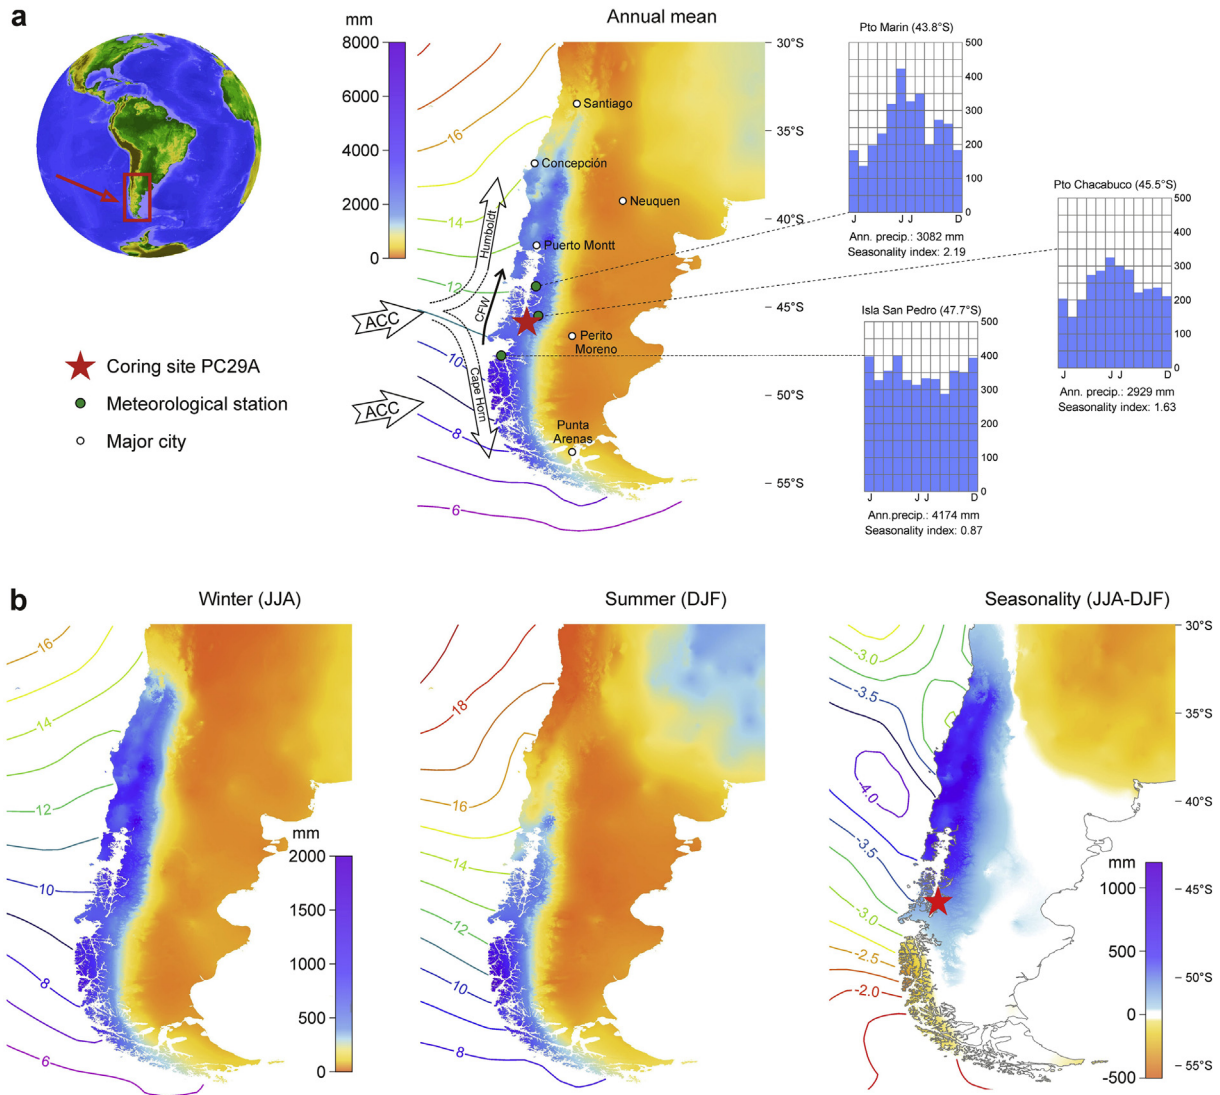 a
mm
Annual mean
8000
6000
4000
2000
0
16
14
12
10
8
6
Santiago
Concepción
Neuquen
Puerto Montt
Perito
Moreno
Punta
Arenas
Humboldt
CFW
Cape Horn
ACC
ACC
30°S
35°S
40°S
45°S
50°S
55°S
Coring site PC29A
Meteorological station
Major city
Pto Marin (43.8°S)
500
400
300
200
100
0
J J J D
Ann. precip.: 3082 mm
Seasonality index: 2.19
Pto Chacabuco (45.5°S)
500
400
300
200
100
0
J J J D
Ann. precip.: 2929 mm
Seasonality index: 1.63
Isla San Pedro (47.7°S)
500
400
300
200
100
0
J J J D
Ann.precip.: 4174 mm
Seasonality index: 0.87
b
Winter (JJA)
16
14
12
10
8
6
mm
2000
1500
1000
500
0
Summer (DJF)
18
16
14
12
10
8
Seasonality (JJA-DJF)
-3.0
-3.5
-4.0
-3.5
-3.0
-2.5
-2.0
30°S
35°S
40°S
45°S
50°S
55°S
mm
1000
500
0
-500